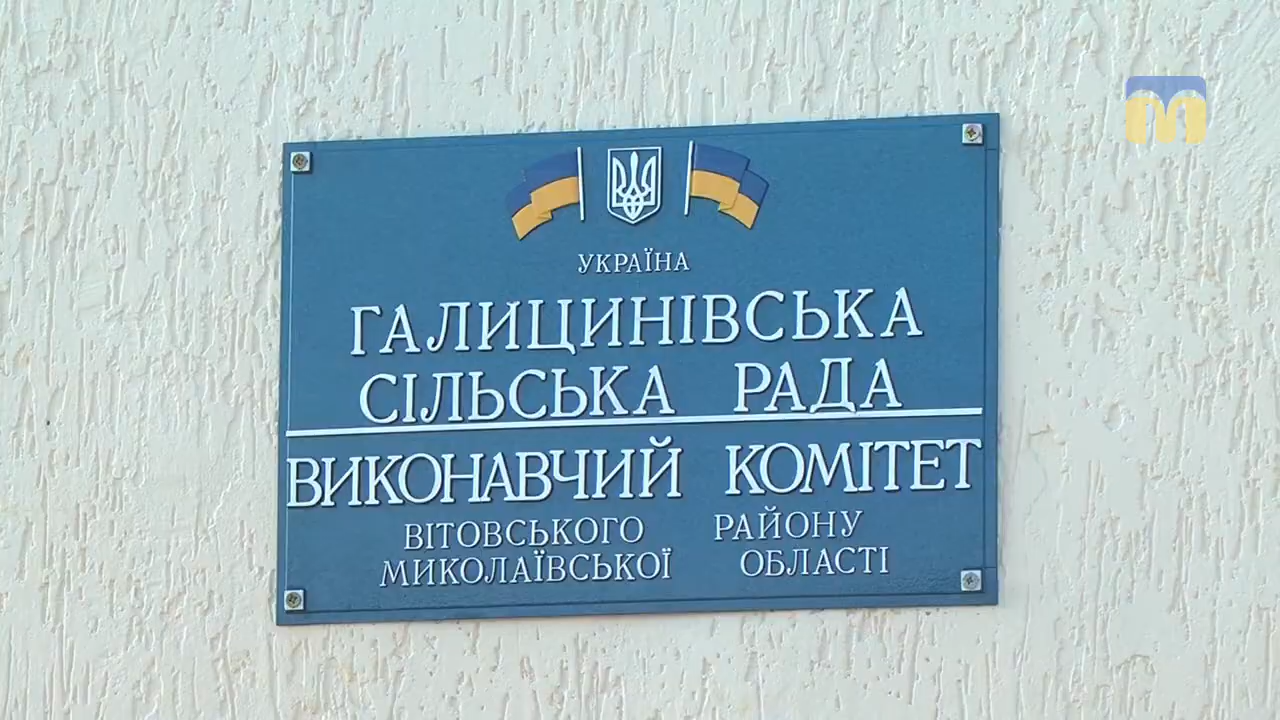 УКРАЇНА
ГАЛИЦИНІВСЬКА
СІЛЬСЬКА РАДА
ВИКОНАВЧИЙ КОМІТЕТ
ВІТОВСЬКОГО РАЙОНУ
МИКОЛАЇВСЬКОЇ ОБЛАСТІ